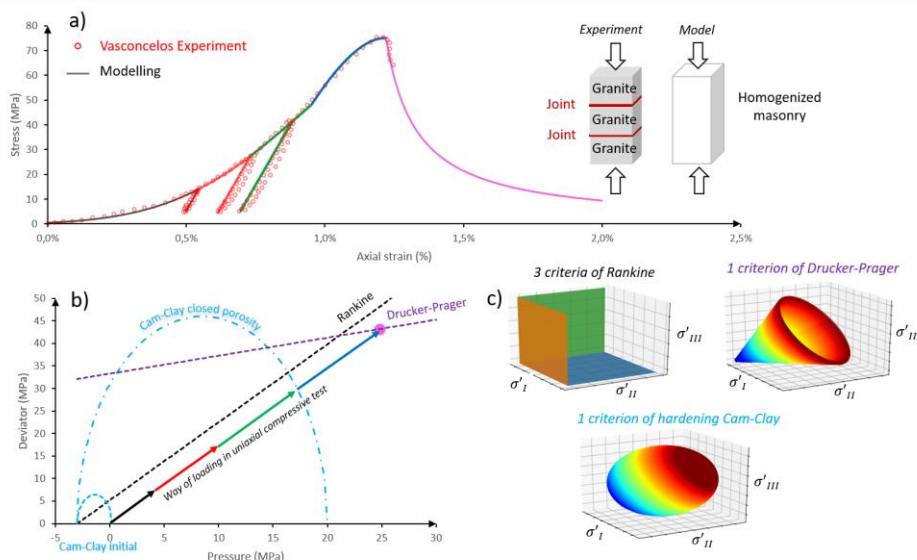 a)
Vasconcelos Experiment
Modelling
Stress (MPa)
80
70
60
50
40
30
20
10
0
0,0%
0,5%
1,0%
1,5%
2,0%
2,5%
Axial strain (%)
Experiment
Model
Granite
Joint
Granite
Joint
Granite
Homogenized
masonry
b)
Deviator (MPa)
50
45
40
35
30
25
20
15
10
5
0
-5
0
5
10
15
20
25
30
Pressure (MPa)
Cam-Clay closed porosity
Rankine
Drucker-Prager
Way of loading in uniaxial compressive test
Cam-Clay initial
c)
3 criteria of Rankine
σ'III
σ'I
σ'II
1 criterion of Drucker-Prager
σ'III
σ'I
σ'II
1 criterion of hardening Cam-Clay
σ'III
σ'I
σ'II